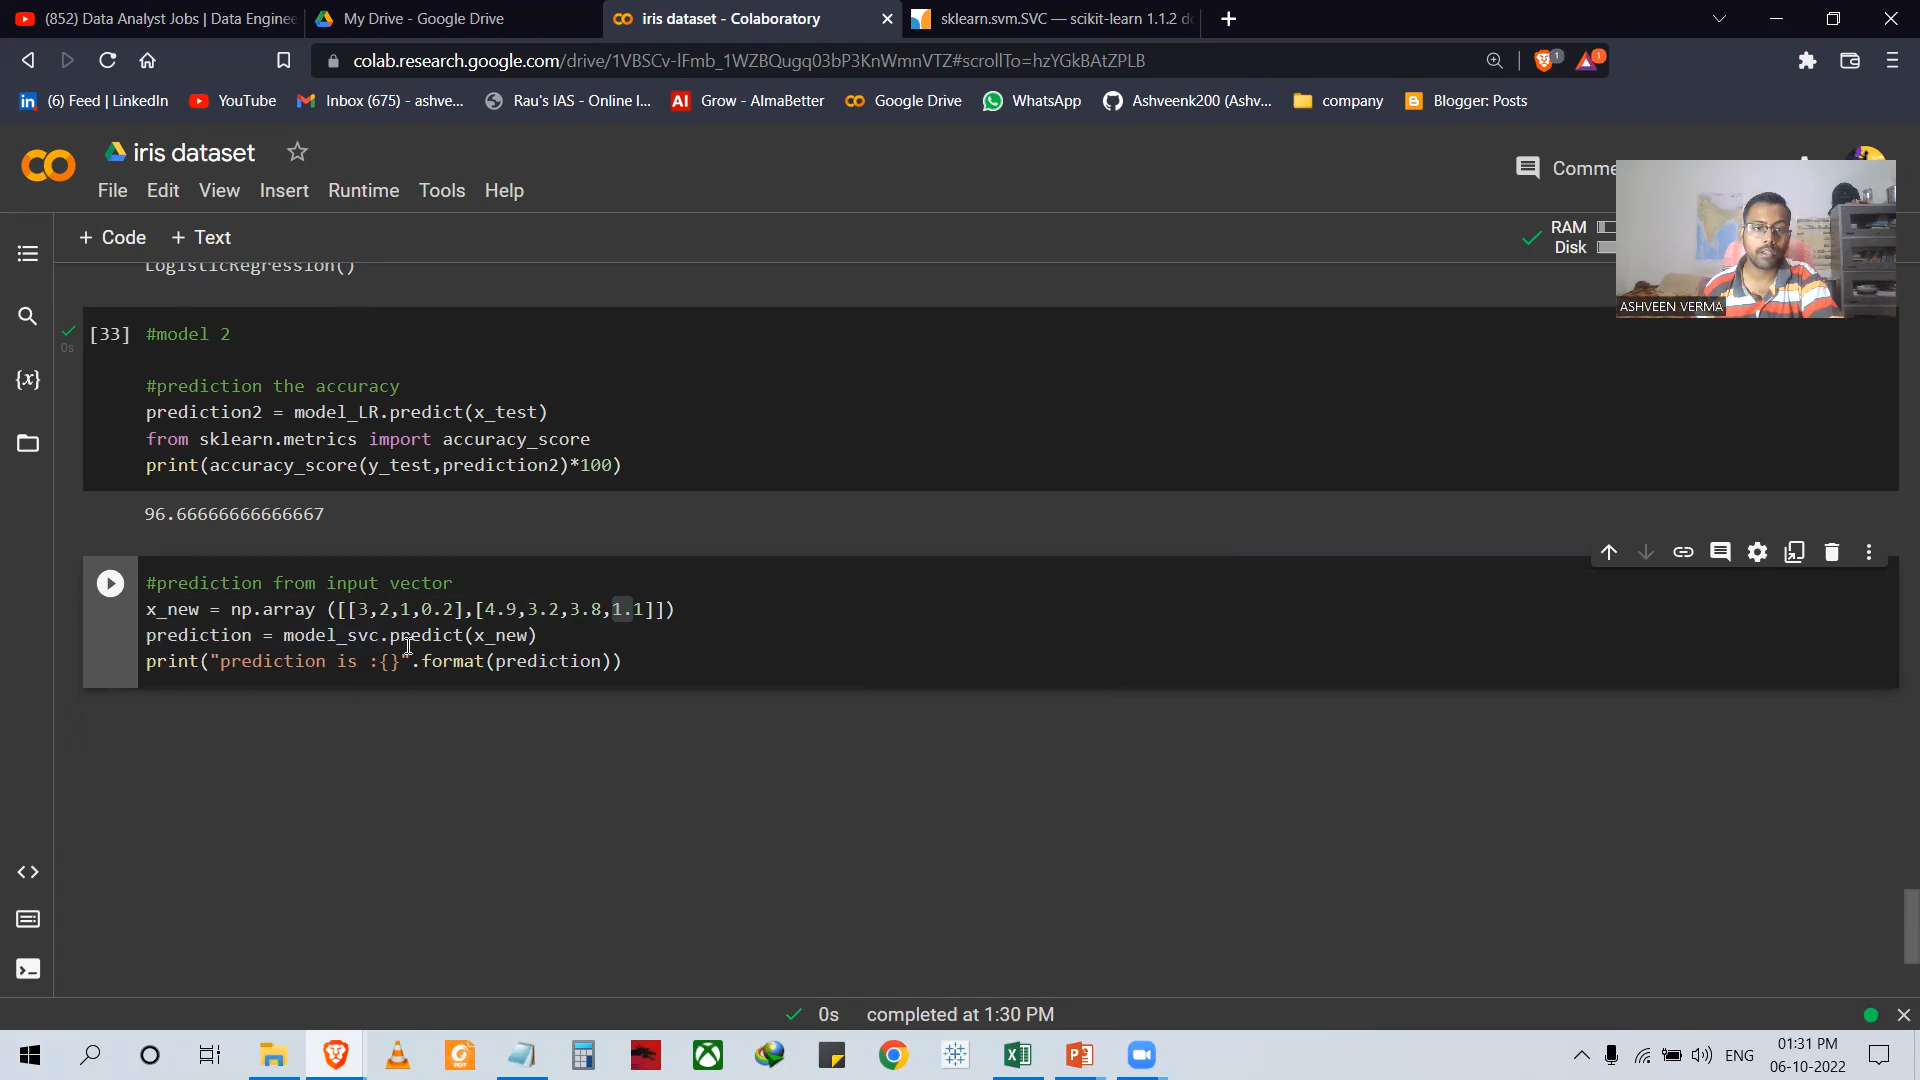 (852) Data Analyst Jobs | Data Enginee
My Drive - Google Drive
iris dataset - Colaboratory
sklearn.svm.SVC — scikit-learn 1.1.2 d
colab.research.google.com/drive/1VBSCv-lFmb_1WZBQugq03bP3KnWmnVTZ#scrollTo=hzYGkBAtZPLB
1
1
in (6) Feed | LinkedIn
YouTube
Inbox (675) - ashve...
Rau's IAS - Online I...
AI Grow - AlmaBetter
Google Drive
WhatsApp
Ashveenk200 (Ashv...
company
Blogger: Posts
iris dataset
Comme
File Edit View Insert Runtime Tools Help
+ Code + Text
RAM
Disk
ASHVEEN VERMA
LogisticRegression()
[33] #model 2
0s
#prediction the accuracy
prediction2 = model_LR.predict(x_test)
from sklearn.metrics import accuracy_score
print(accuracy_score(y_test,prediction2)*100)
96.66666666666667
#prediction from input vector
x_new = np.array ([[3,2,1,0.2],[4.9,3.2,3.8,1.1]])
prediction = model_svc.predict(x_new)
print("prediction is :{}".format(prediction))
0s completed at 1:30 PM
ENG
01:31 PM
06-10-2022